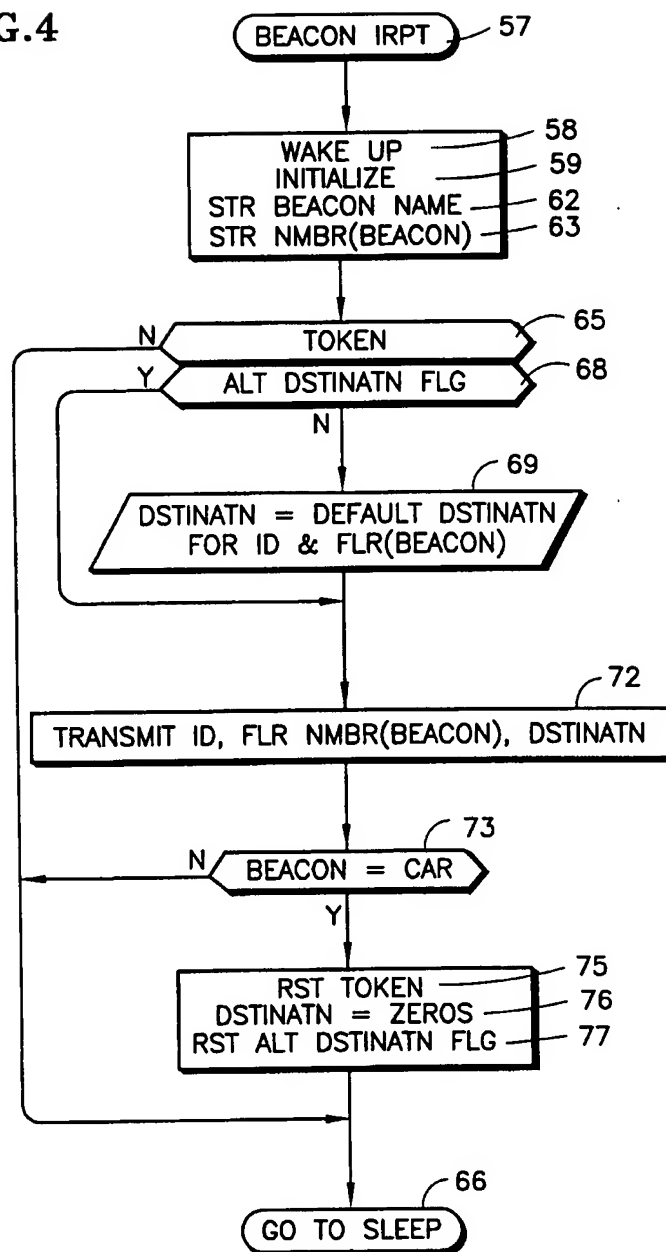 G.4
BEACON IRPT 57
WAKE UP 58
INITIALIZE 59
STR BEACON NAME 62
STR NMBR(BEACON) 63
N TOKEN 65
Y ALT DSTINATN FLG 68
N
69
DSTINATN = DEFAULT DSTINATN
FOR ID & FLR(BEACON)
72
TRANSMIT ID, FLR NMBR(BEACON), DSTINATN
73
N BEACON = CAR
Y
RST TOKEN 75
DSTINATN = ZEROS 76
RST ALT DSTINATN FLG 77
66
GO TO SLEEP